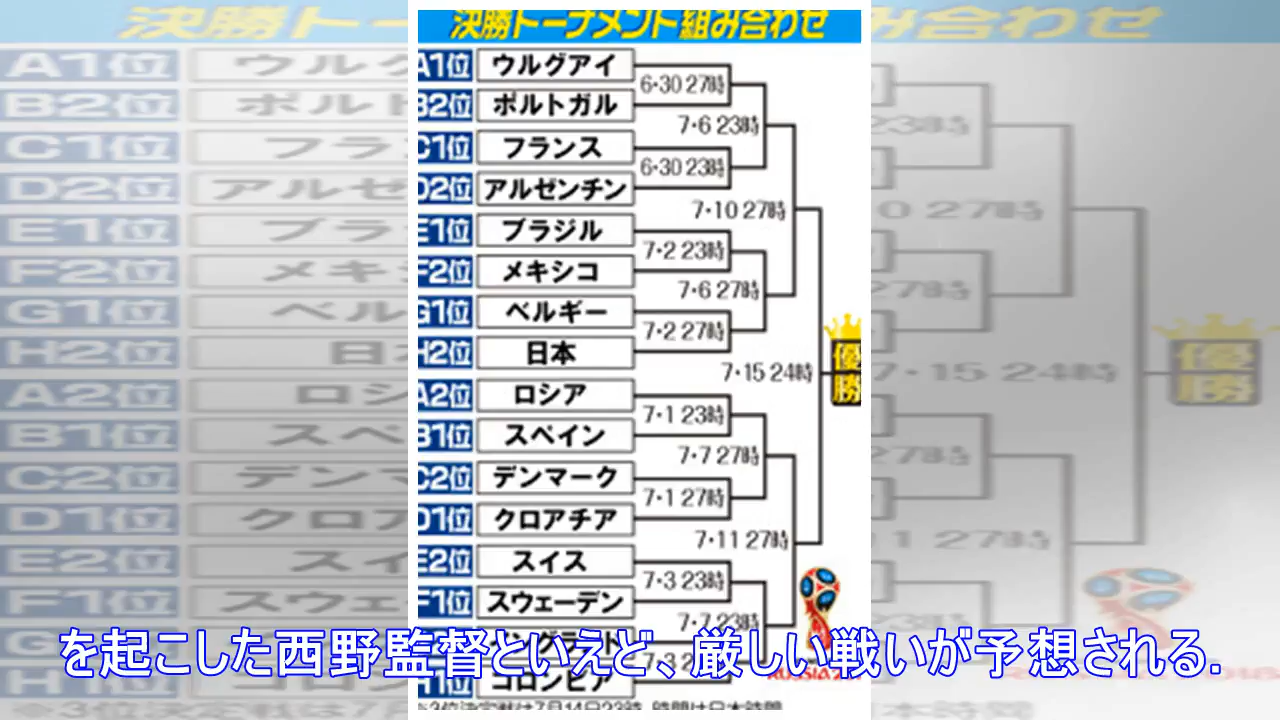 決勝トーナメント組み合わせ
A1位 ウルグアイ
6・30 27時
B2位 ポルトガル
7・6 23時
C1位 フランス
6・30 23時
D2位 アルゼンチン
7・10 27時
E1位 ブラジル
7・2 23時
F2位 メキシコ
7・6 27時
G1位 ベルギー
7・2 27時
H2位 日本
7・15 24時
優勝
A2位 ロシア
7・1 23時
B1位 スペイン
7・7 27時
C2位 デンマーク
7・1 27時
D1位 クロアチア
7・11 27時
E2位 スイス
7・3 23時
F1位 スウェーデン
7・7 23時
を起こした西野監督といえど、厳しい戦いが予想される.
7・3 2
H1位 コロンビア
RUSSIA 2